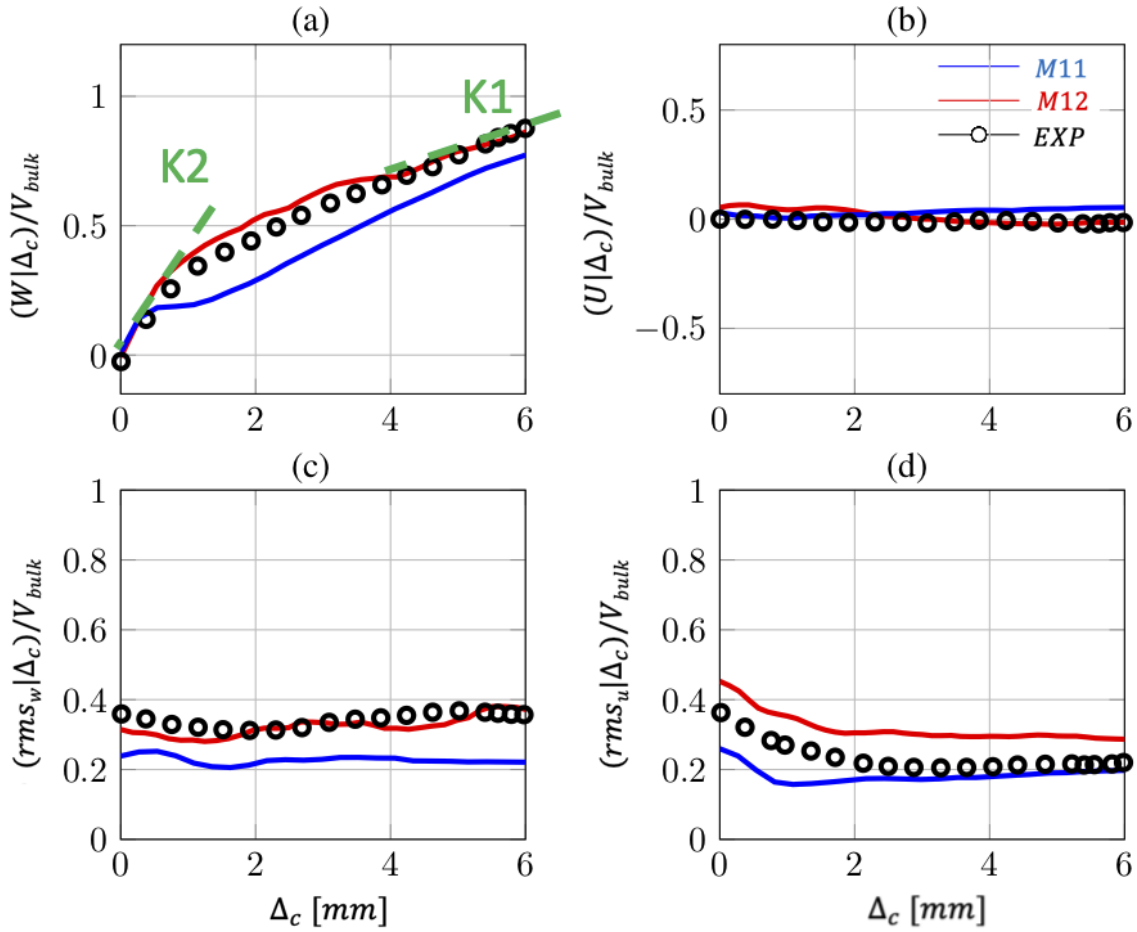 (a)
(W|Δc)/Vbulk
1
0.5
0
K2
K1
0
2
4
6
(b)
(U|Δc)/Vbulk
0.5
0
−0.5
M11
M12
EXP
0
2
4
6
(c)
(rmsw|Δc)/Vbulk
1
0.8
0.6
0.4
0.2
0
0
2
4
6
Δc [mm]
(d)
(rmsu|Δc)/Vbulk
1
0.8
0.6
0.4
0.2
0
0
2
4
6
Δc [mm]